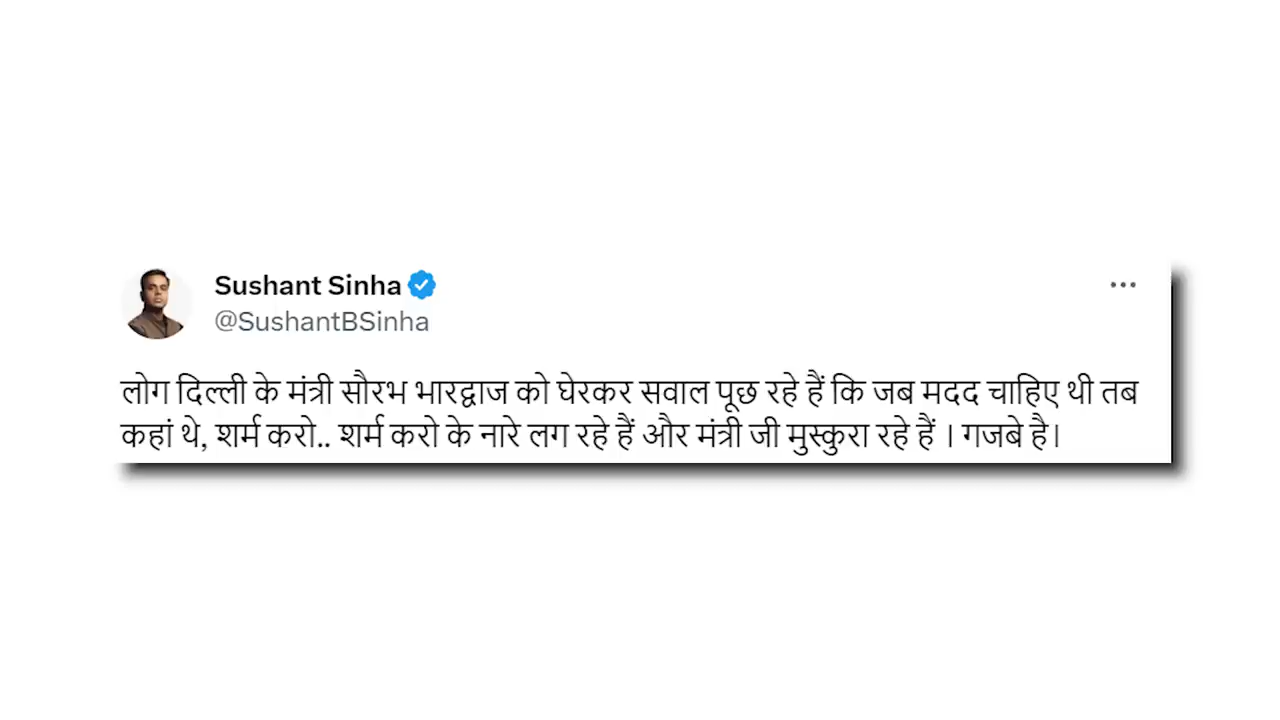 Sushant Sinha
@SushantBSinha
लोग दिल्ली के मंत्री सौरभ भारद्वाज को घेरकर सवाल पूछ रहे हैं कि जब मदद चाहिए थी तब
कहां थे, शर्म करो.. शर्म करो के नारे लग रहे हैं और मंत्री जी मुस्कुरा रहे हैं । गजबे है।